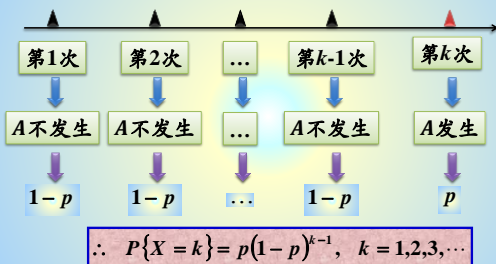 第1次 第2次 … 第k-1次 第k次
A不发生 A不发生 … A不发生 A发生
1−p 1−p … 1−p p
∴ P{X=k}=p(1−p)^{k−1}, k=1,2,3,⋯